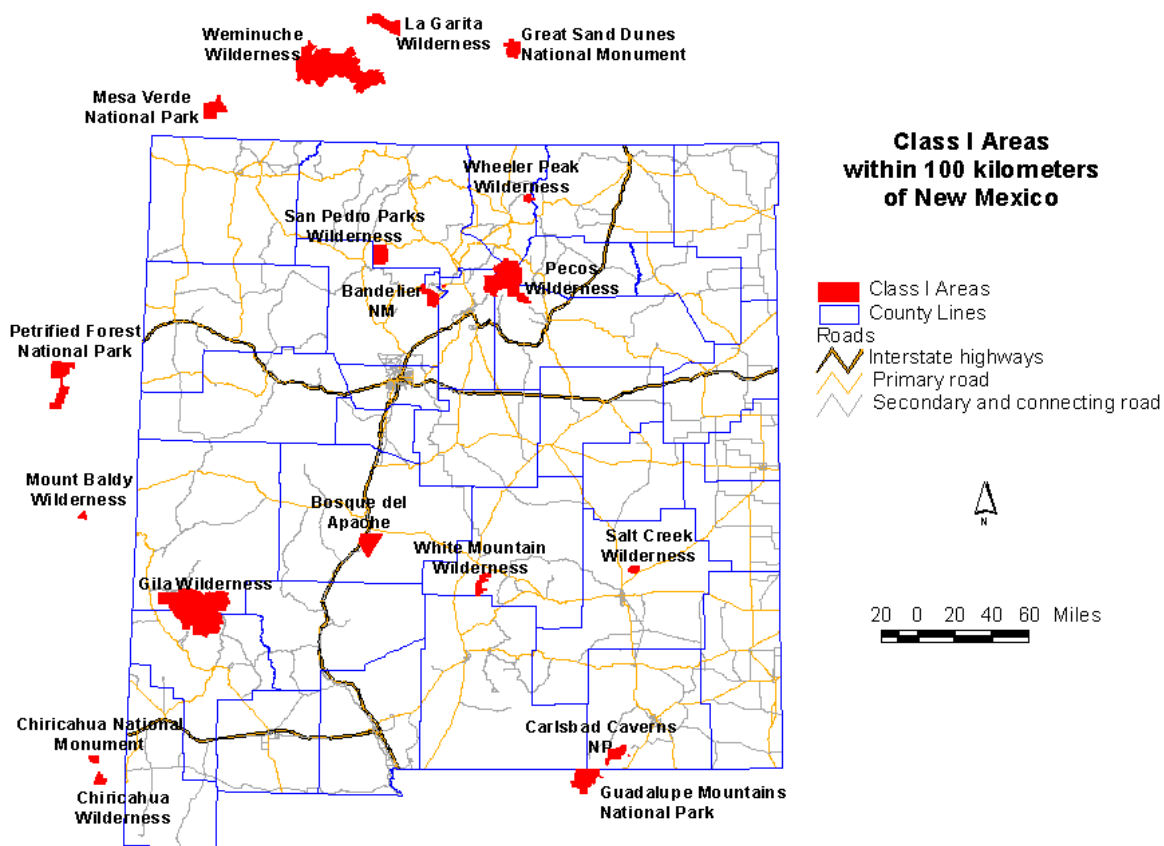 La Garita
Wilderness
Weminuche
Wilderness
Great Sand Dunes
National Monument
Mesa Verde
National Park
Class I Areas
within 100 kilometers
of New Mexico
Wheeler Peak
Wilderness
San Pedro Parks
Wilderness
Pecos
Wilderness
Bandelier
NM
Class I Areas
County Lines
Roads
Interstate highways
Primary road
Secondary and connecting road
Petrified Forest
National Park
Mount Baldy
Wilderness
Bosque del
Apache
N
White Mountain
Wilderness
Salt Creek
Wilderness
Gila Wilderness
20 0 20 40 60 Miles
Chiricahua National
Monument
Carlsbad Caverns
NP
Chiricahua
Wilderness
Guadalupe Mountains
National Park